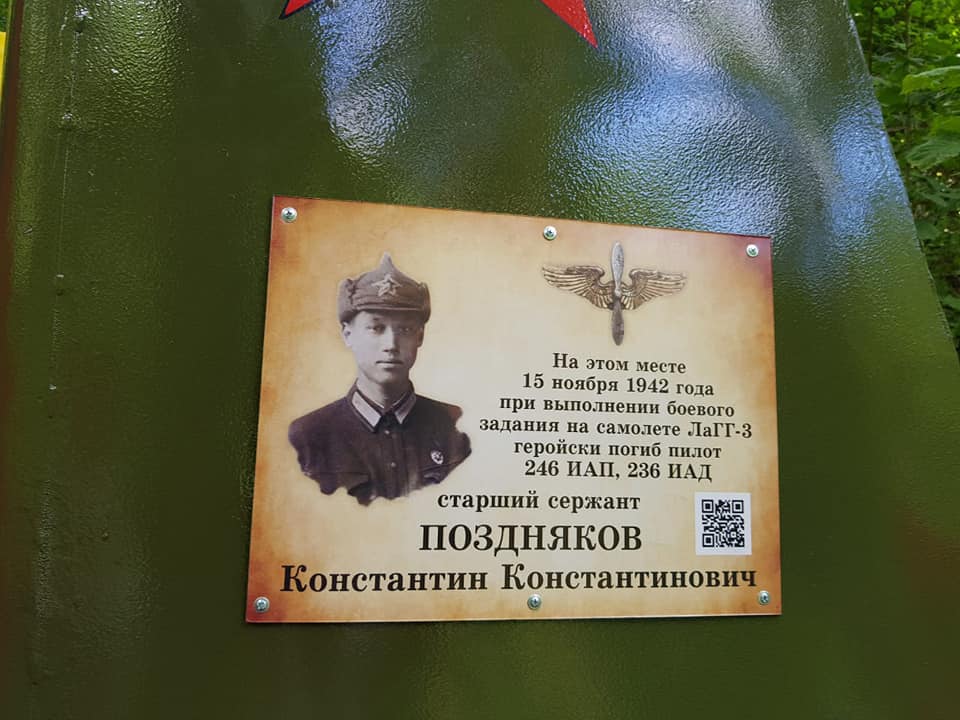 На этом месте
15 ноября 1942 года
при выполнении боевого
задания на самолете ЛаГГ-3
геройски погиб пилот
246 ИАП, 236 ИАД
старший сержант
ПОЗДНЯКОВ
Константин Константинович